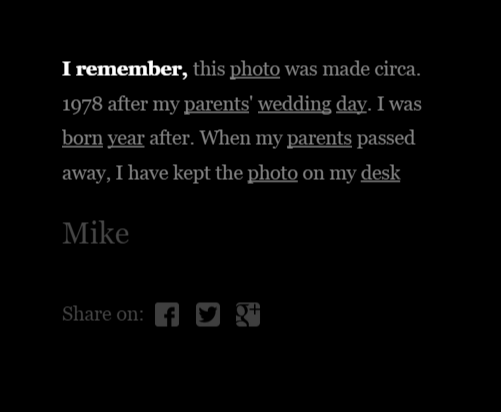 I remember, this photo was made circa.
1978 after my parents' wedding day. I was
born year after. When my parents passed
away, I have kept the photo on my desk
Mike
Share on: